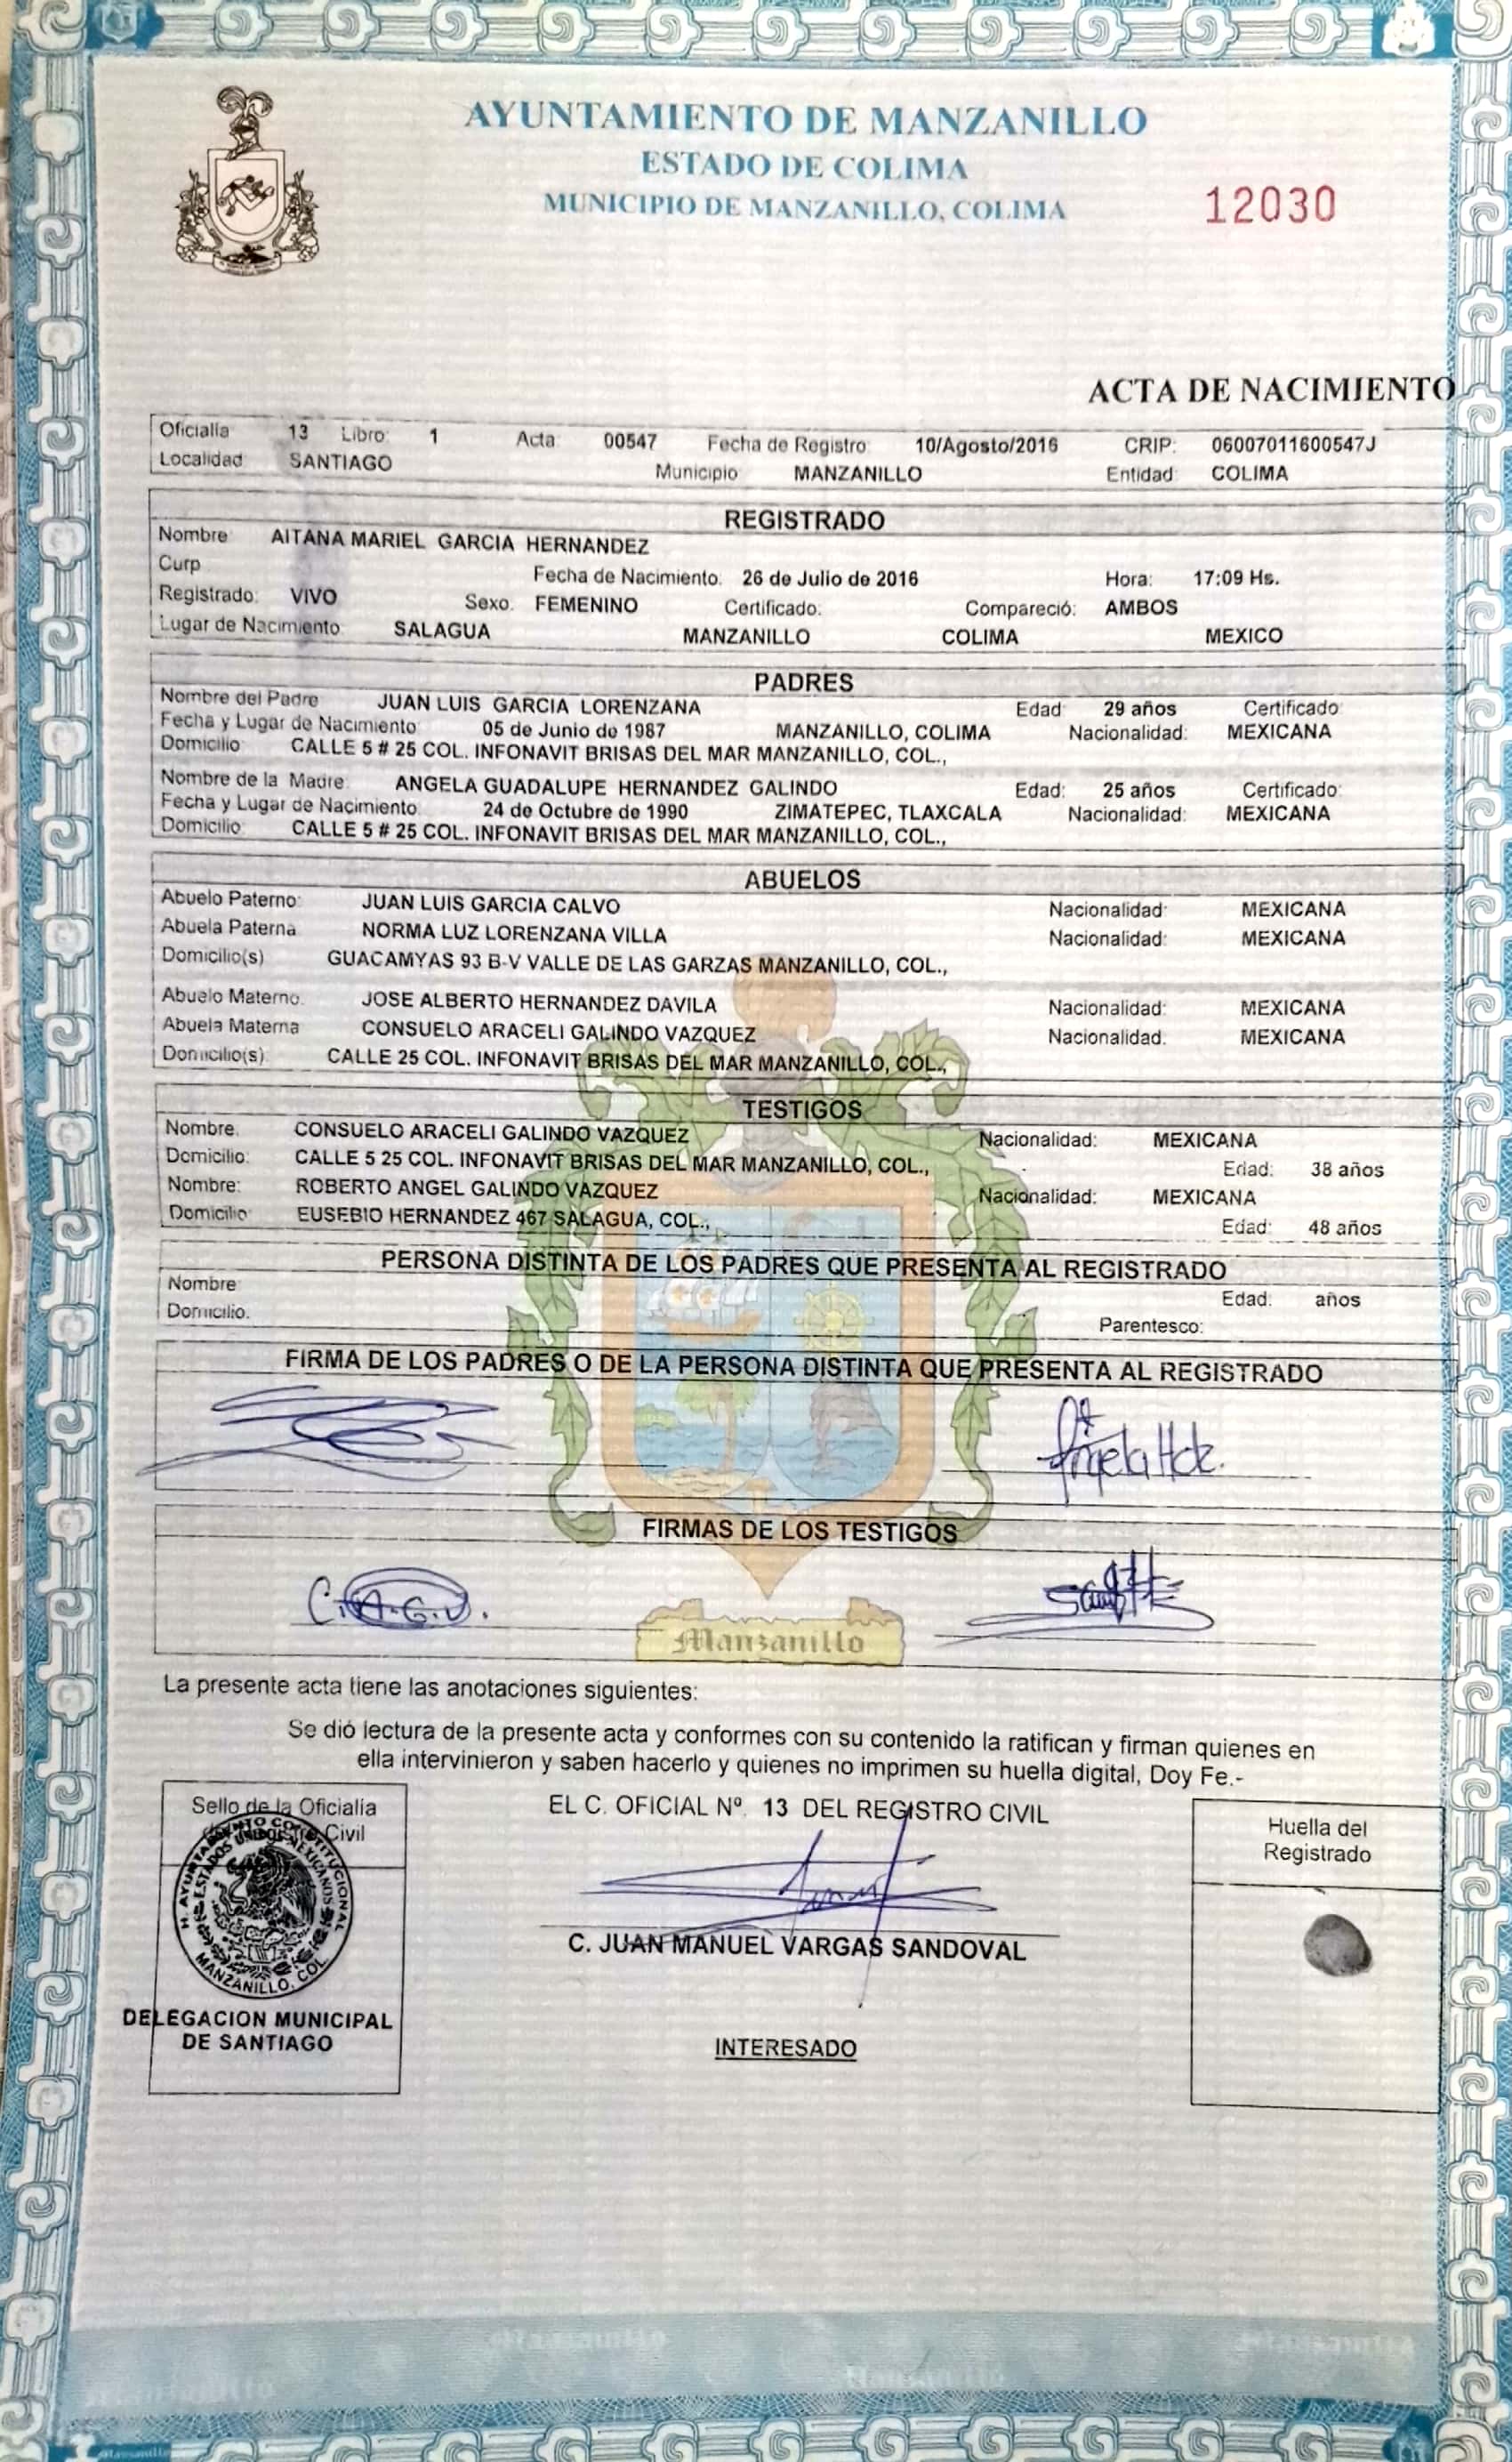 AYUNTAMIENTO DE MANZANILLO
ESTADO DE COLIMA
MUNICIPIO DE MANZANILLO, COLIMA
12030
ACTA DE NACIMIENTO
Oficialia 13 Libro: 1 Acta 00547 Fecha de Registro: 10/Agosto/2016 CRIP: 06007011600547J
Localidad SANTIAGO Municipio MANZANILLO Entidad COLIMA
REGISTRADO
Nombre AITANA MARIEL GARCIA HERNANDEZ
Curp Fecha de Nacimiento: 26 de Julio de 2016 Hora: 17:09 Hs.
Registrado: VIVO Sexo: FEMENINO Certificado: Compareció: AMBOS
Lugar de Nacimiento SALAGUA MANZANILLO COLIMA MEXICO
PADRES
Nombre del Padre JUAN LUIS GARCIA LORENZANA Edad 29 años Certificado
Fecha y Lugar de Nacimiento 05 de Junio de 1987 MANZANILLO, COLIMA Nacionalidad: MEXICANA
Domicilio CALLE 5 # 25 COL. INFONAVIT BRISAS DEL MAR MANZANILLO, COL.,
Nombre de la Madre ANGELA GUADALUPE HERNANDEZ GALINDO Edad: 25 años Certificado:
Fecha y Lugar de Nacimiento 24 de Octubre de 1990 ZIMATEPEC, TLAXCALA Nacionalidad: MEXICANA
Domicilio CALLE 5 # 25 COL. INFONAVIT BRISAS DEL MAR MANZANILLO, COL.,
ABUELOS
Abuelo Paterno: JUAN LUIS GARCIA CALVO Nacionalidad: MEXICANA
Abuela Paterna NORMA LUZ LORENZANA VILLA Nacionalidad: MEXICANA
Domicilio(s) GUACAMYAS 93 B-V VALLE DE LAS GARZAS MANZANILLO, COL.,
Abuelo Materno. JOSE ALBERTO HERNANDEZ DAVILA Nacionalidad: MEXICANA
Abuela Materna CONSUELO ARACELI GALINDO VAZQUEZ Nacionalidad. MEXICANA
Domicilio(s) CALLE 25 COL. INFONAVIT BRISAS DEL MAR MANZANILLO, COL.,
TESTIGOS
Nombre. CONSUELO ARACELI GALINDO VAZQUEZ Nacionalidad: MEXICANA
Domicilio: CALLE 5 25 COL. INFONAVIT BRISAS DEL MAR MANZANILLO, COL., Edad: 38 años
Nombre: ROBERTO ANGEL GALINDO VAZQUEZ Nacionalidad: MEXICANA
Domicilio EUSEBIO HERNANDEZ 467 SALAGUA, COL., Edad: 48 años
PERSONA DISTINTA DE LOS PADRES QUE PRESENTA AL REGISTRADO
Nombre Edad: años
Domicilio. Parentesco:
FIRMA DE LOS PADRES O DE LA PERSONA DISTINTA QUE PRESENTA AL REGISTRADO
Angela Hdz.
FIRMAS DE LOS TESTIGOS
C.A.G.V.
Manzanillo
La presente acta tiene las anotaciones siguientes:
Se dió lectura de la presente acta y conformes con su contenido la ratifican y firman quienes en
ella intervinieron y saben hacerlo y quienes no imprimen su huella digital, Doy Fe.-
Sello de la Oficialía
Civil
H. AYUNTAMIENTO CONSTITUCIONAL
ESTADOS UNIDOS MEXICANOS
MANZANILLO, COL.
DELEGACION MUNICIPAL
DE SANTIAGO
EL C. OFICIAL Nº. 13 DEL REGISTRO CIVIL
C. JUAN MANUEL VARGAS SANDOVAL
INTERESADO
Huella del
Registrado